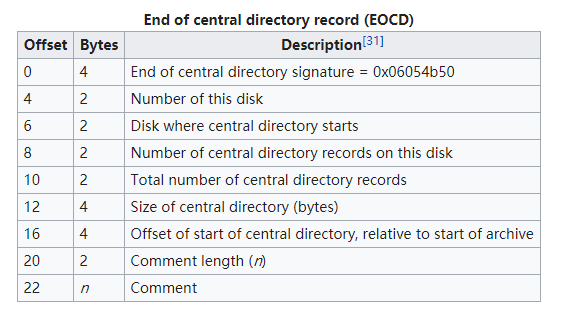 End of central directory record (EOCD)
Offset Bytes Description[31]
0 4 End of central directory signature = 0x06054b50
4 2 Number of this disk
6 2 Disk where central directory starts
8 2 Number of central directory records on this disk
10 2 Total number of central directory records
12 4 Size of central directory (bytes)
16 4 Offset of start of central directory, relative to start of archive
20 2 Comment length (n)
22 n Comment